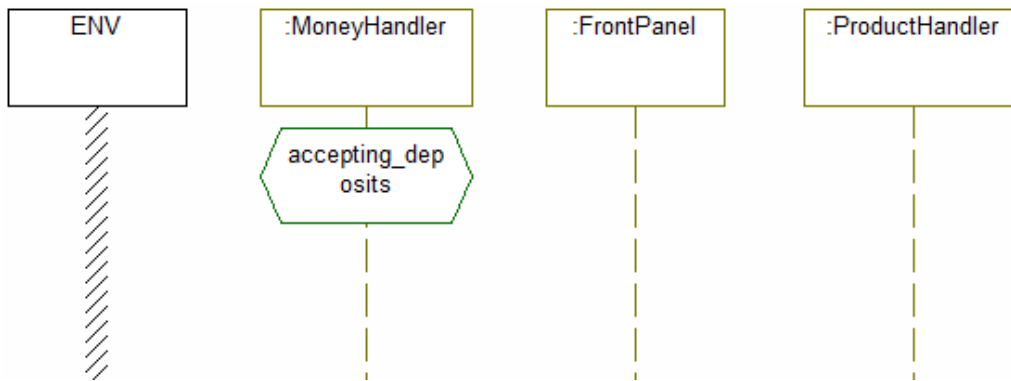 ENV
:MoneyHandler
:FrontPanel
:ProductHandler
accepting_dep
osits